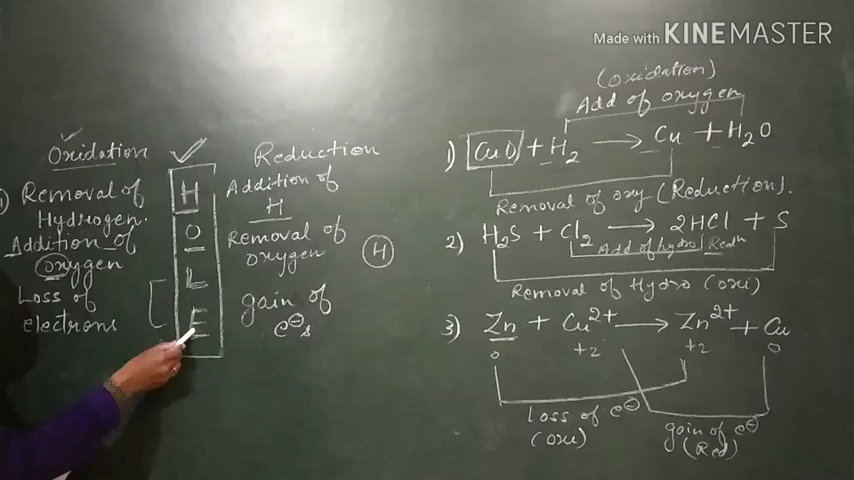 Made with KINEMASTER
Oxidation
1) Removal of
Hydrogen.
Addition of
oxygen
Loss of
electrons
H
O
L
E
Reduction
Addition of
H
Removal of
oxygen
gain of
e⊖s
H
(oxidation)
Add of oxygen
1) CuO + H₂ → Cu + H₂O
Removal of oxy (Reduction).
2) H₂S + Cl₂ → 2HCl + S
Add of hydro
Removal of Hydro (oxi)
3) Zn + Cu²⁺ → Zn²⁺ + Cu
0 +2 +2 0
Loss of e⊖
(oxi)
gain of e⊖
(Red)